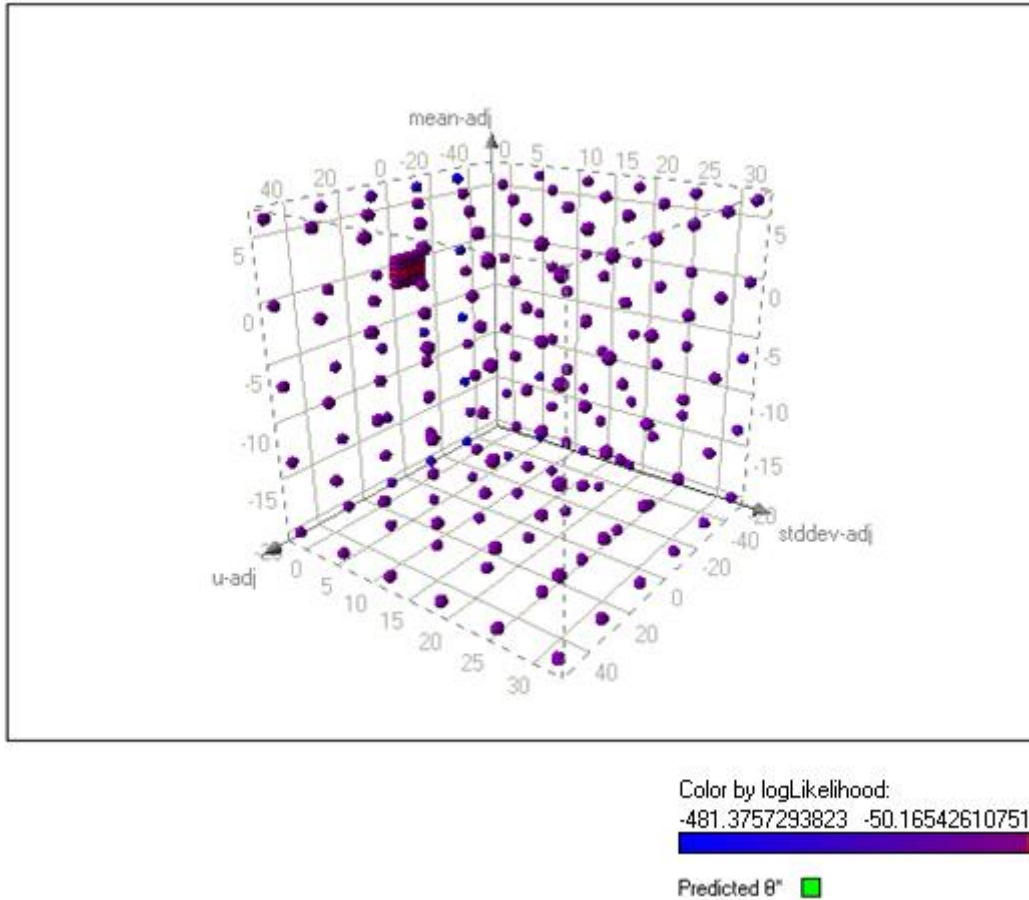 mean-adj
40 20 0 -20 -40 0 5 10 15 20 25 30
5 0 -5 -10 -15
5 0 -5 -10 -15 -20
u-adj
stddev-adj
0 5 10 15 20 25 30
40 20 0 -20 -40
Color by logLikelihood:
-481.3757293823 -50.16542610751
Predicted θ"